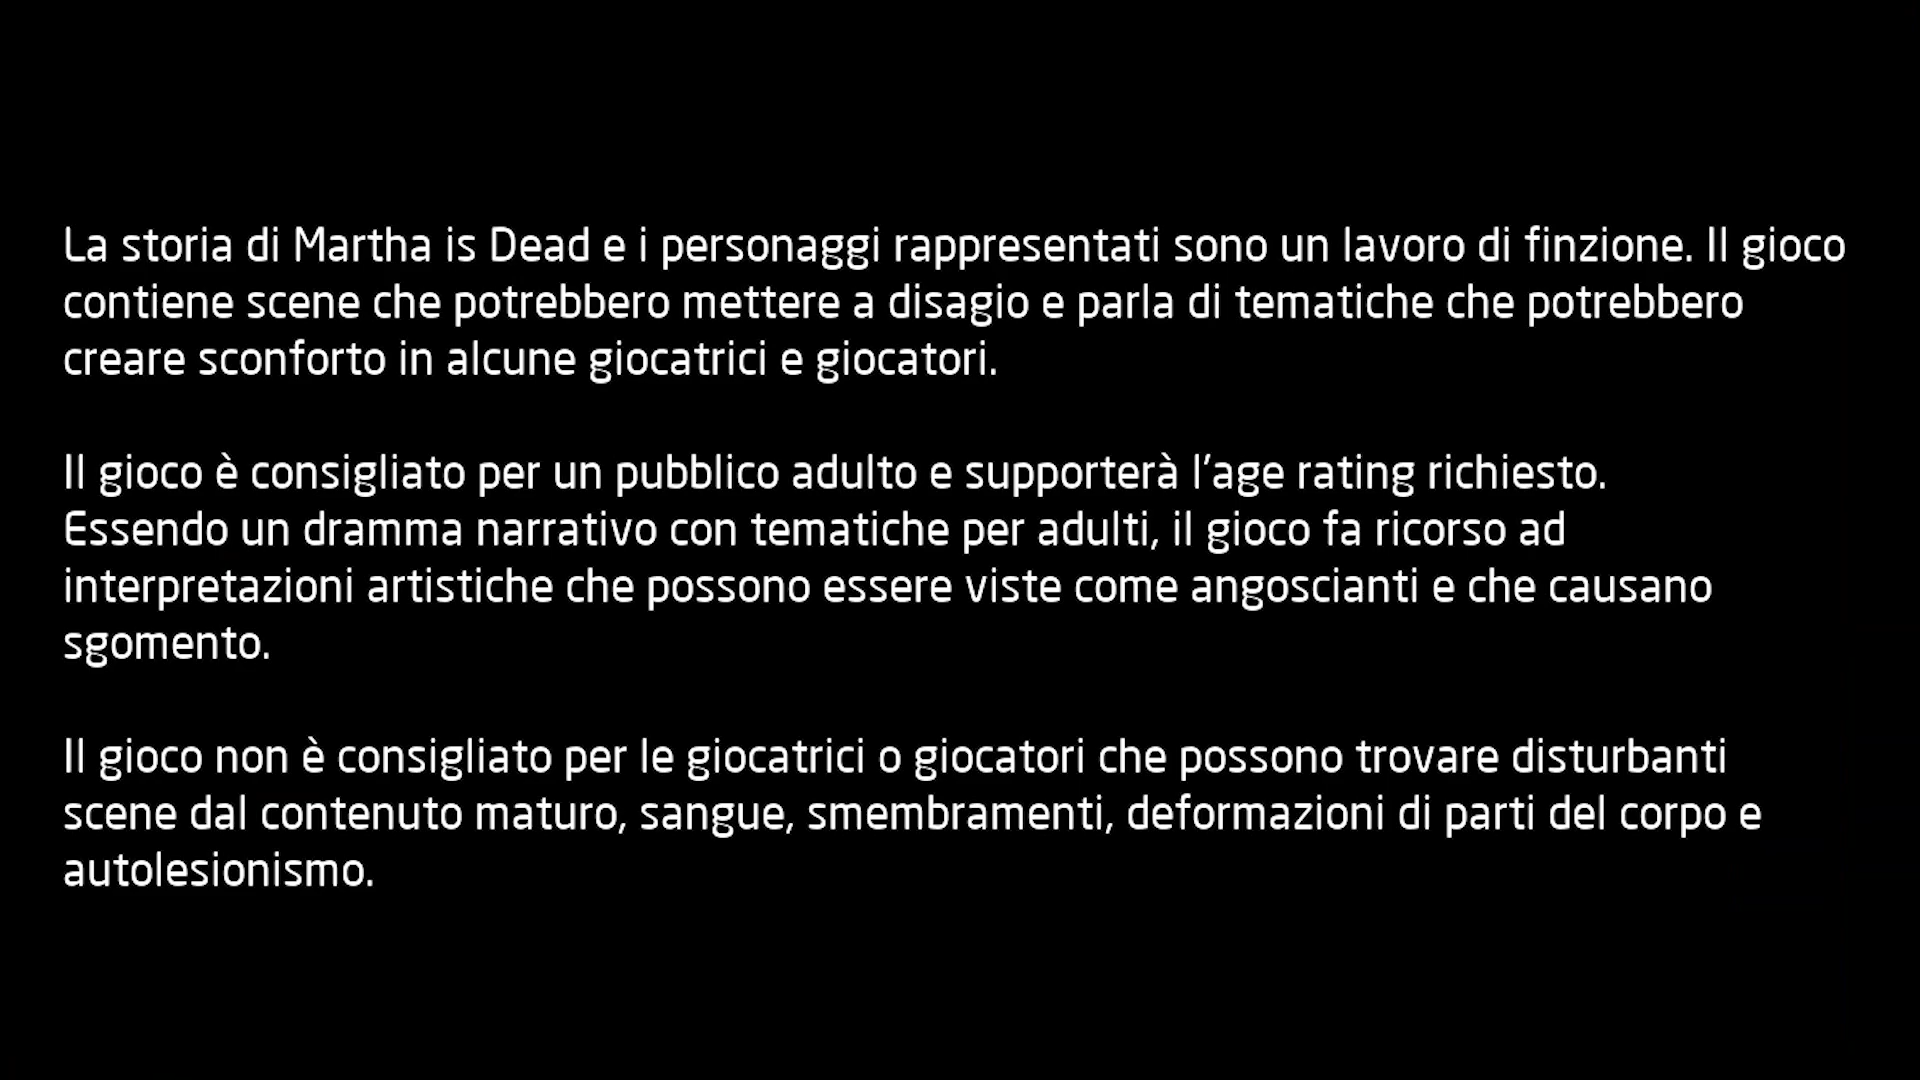 La storia di Martha is Dead e i personaggi rappresentati sono un lavoro di finzione. Il gioco
contiene scene che potrebbero mettere a disagio e parla di tematiche che potrebbero
creare sconforto in alcune giocatrici e giocatori.
Il gioco è consigliato per un pubblico adulto e supporterà l'age rating richiesto.
Essendo un dramma narrativo con tematiche per adulti, il gioco fa ricorso ad
interpretazioni artistiche che possono essere viste come angoscianti e che causano
sgomento.
Il gioco non è consigliato per le giocatrici o giocatori che possono trovare disturbanti
scene dal contenuto maturo, sangue, smembramenti, deformazioni di parti del corpo e
autolesionismo.